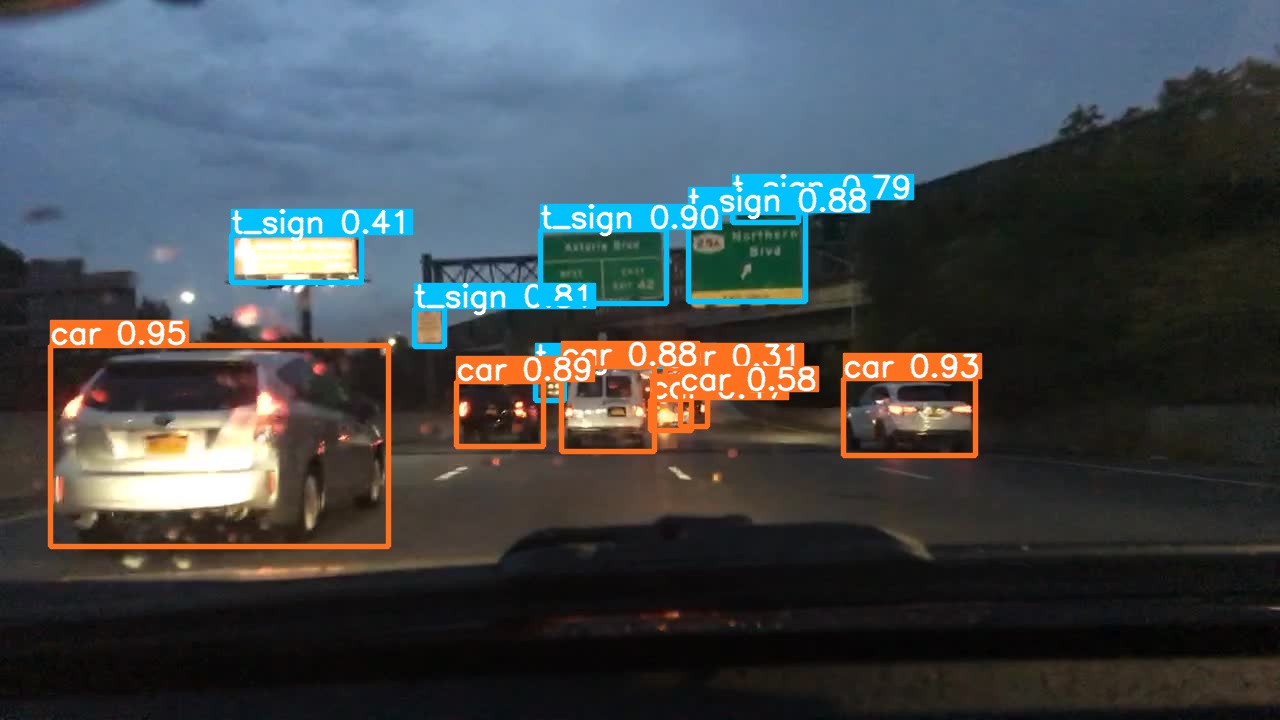 t_sign 0.79
t_sign 0.88
t_sign 0.90
t_sign 0.41
25A Northern
Blvd
Astoria Blvd
WEST EAST
EXIT 42
t_sign 0.81
car 0.95
car 0.88
0.31
car 0.89
car 0.58
car 0.93